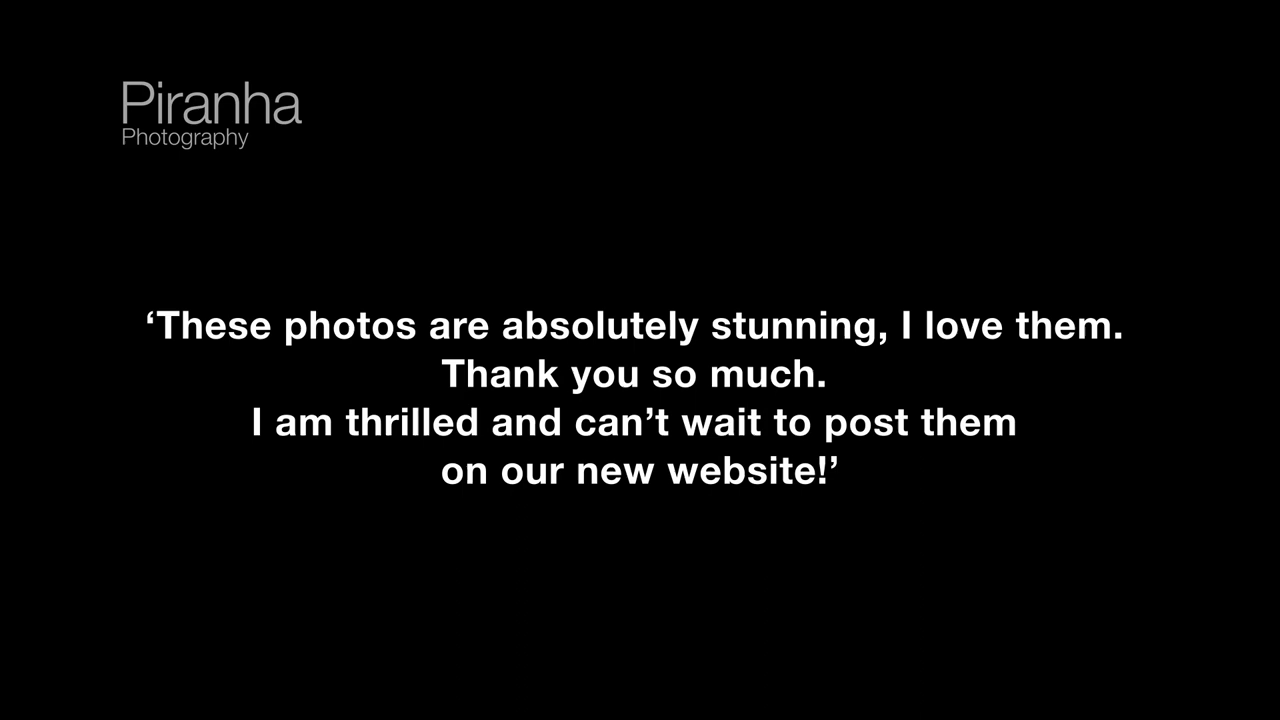 Piranha
Photography
‘These photos are absolutely stunning, I love them.
Thank you so much.
I am thrilled and can’t wait to post them
on our new website!’